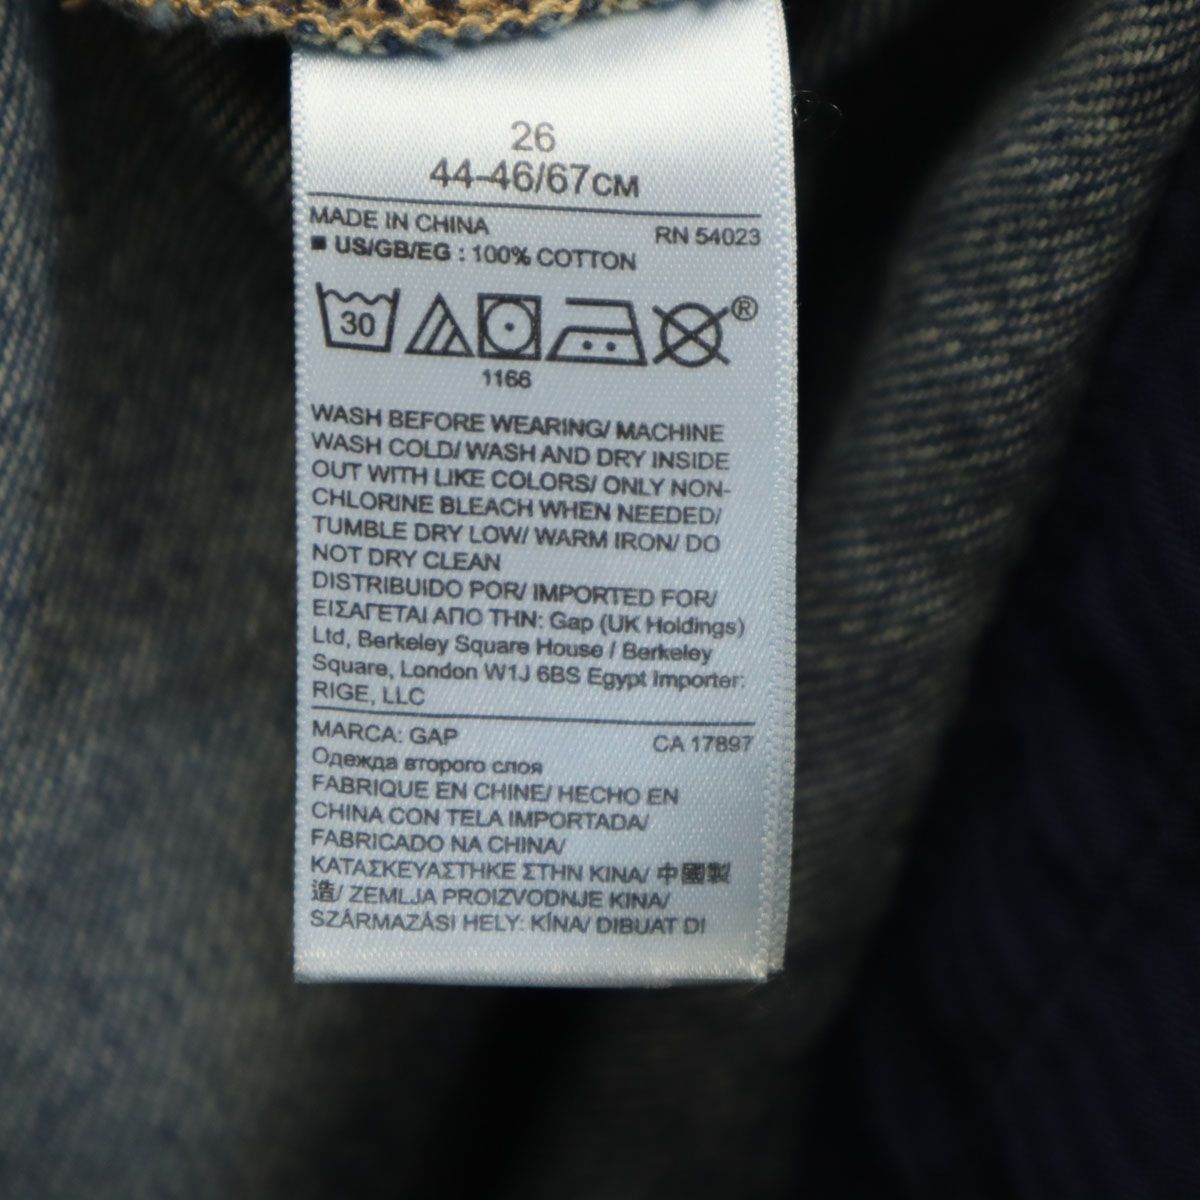 26
44-46/67СМ
MADE IN CHINA RN 54023
■ US/GB/EG : 100% COTTON
30 ®
1166
WASH BEFORE WEARING/ MACHINE
WASH COLD/ WASH AND DRY INSIDE
OUT WITH LIKE COLORS/ ONLY NON-
CHLORINE BLEACH WHEN NEEDED/
TUMBLE DRY LOW/ WARM IRON/ DO
NOT DRY CLEAN
DISTRIBUIDO POR/ IMPORTED FOR/
ΕΙΣΑΓΕΤΑΙ ΑΠΟ ΤΗΝ: Gap (UK Holdings)
Ltd, Berkeley Square House / Berkeley
Square, London W1J 6BS Egypt Importer:
RIGE, LLC
MARCA: GAP CA 17897
Одежда второго слоя
FABRIQUE EN CHINE/ HECHO EN
CHINA CON TELA IMPORTADA/
FABRICADO NA CHINA/
ΚΑΤΑΣΚΕΥΑΣΤΗΚΕ ΣΤΗΝ ΚΙΝΑ/ 中國製
造/ ZEMLJA PROIZVODNJE KINA/
SZÁRMAZÁSI HELY: KÍNA/ DIBUAT DI